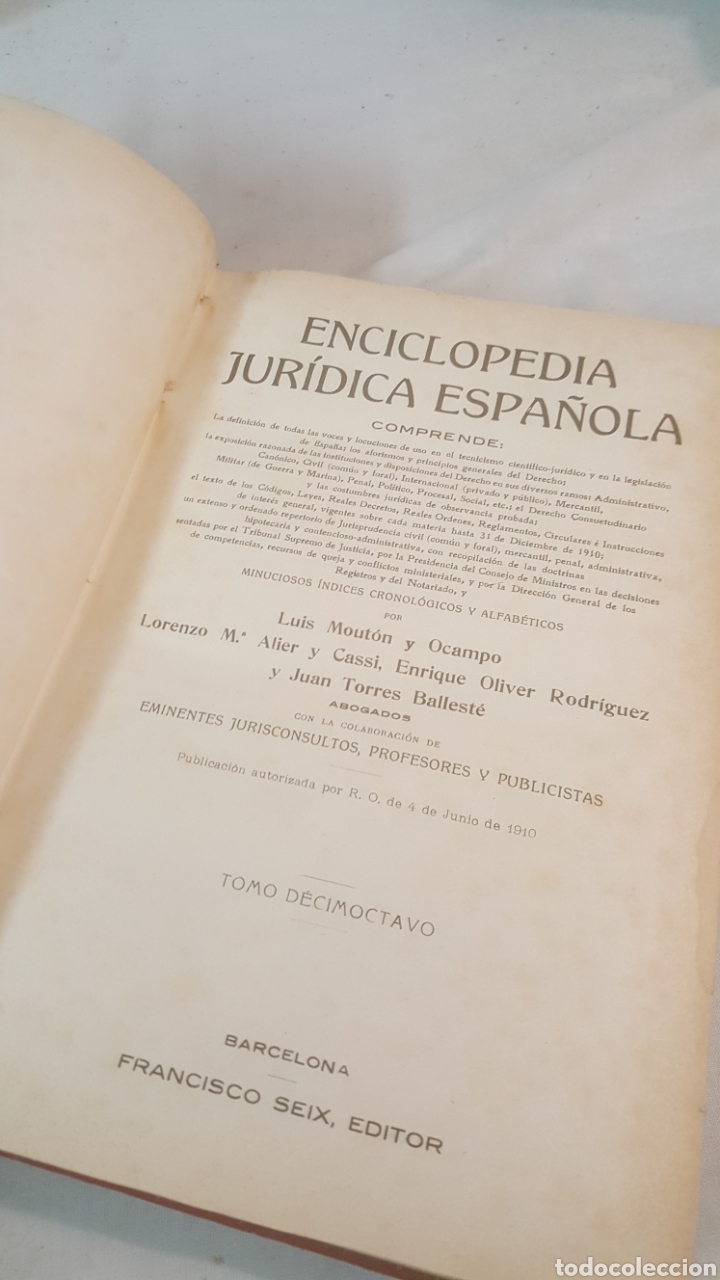 ENCICLOPEDIA
JURÍDICA ESPAÑOLA
COMPRENDE:
La definición de todas las voces y locuciones de uso en el tecnicismo científico-jurídico y en la legislación
de España; los aforismos y principios generales del Derecho;
la exposición razonada de las instituciones y disposiciones del Derecho en sus diversos ramos: Administrativo,
Canónico, Civil (común y foral), Internacional (privado y público), Mercantil,
Militar (de Guerra y Marina), Penal, Político, Procesal, Social, etc.; el Derecho Consuetudinario
y las costumbres jurídicas de observancia probada;
el texto de los Códigos, Leyes, Reales Decretos, Reales Ordenes, Reglamentos, Circulares é Instrucciones
de interés general, vigentes sobre cada materia hasta 31 de Diciembre de 1910;
un extenso y ordenado repertorio de Jurisprudencia civil (común y foral), mercantil, penal, administrativa,
hipotecaria y contencioso-administrativa, con recopilación de las doctrinas
sentadas por el Tribunal Supremo de Justicia, por la Presidencia del Consejo de Ministros en las decisiones
de competencias, recursos de queja y conflictos ministeriales, y por la Dirección General de los
Registros y del Notariado, y
MINUCIOSOS ÍNDICES CRONOLÓGICOS Y ALFABÉTICOS
POR
Luis Moutón y Ocampo
Lorenzo M.ª Alier y Cassi, Enrique Oliver Rodríguez
y Juan Torres Ballesté
ABOGADOS
CON LA COLABORACIÓN DE
EMINENTES JURISCONSULTOS, PROFESORES Y PUBLICISTAS
Publicación autorizada por R. O. de 4 de Junio de 1910
TOMO DÉCIMOCTAVO
BARCELONA
FRANCISCO SEIX, EDITOR
todocoleccion